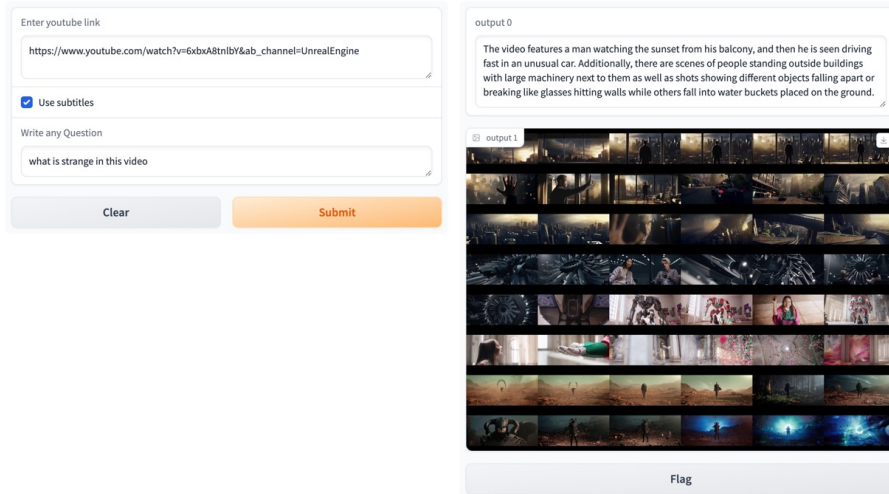 Enter youtube link
https://www.youtube.com/watch?v=6xbxA8tnlbY&ab_channel=UnrealEngine
Use subtitles
Write any Question
what is strange in this video
Clear
Submit
output 0
The video features a man watching the sunset from his balcony, and then he is seen driving
fast in an unusual car. Additionally, there are scenes of people standing outside buildings
with large machinery next to them as well as shots showing different objects falling apart or
breaking like glasses hitting walls while others fall into water buckets placed on the ground.
output 1
Flag